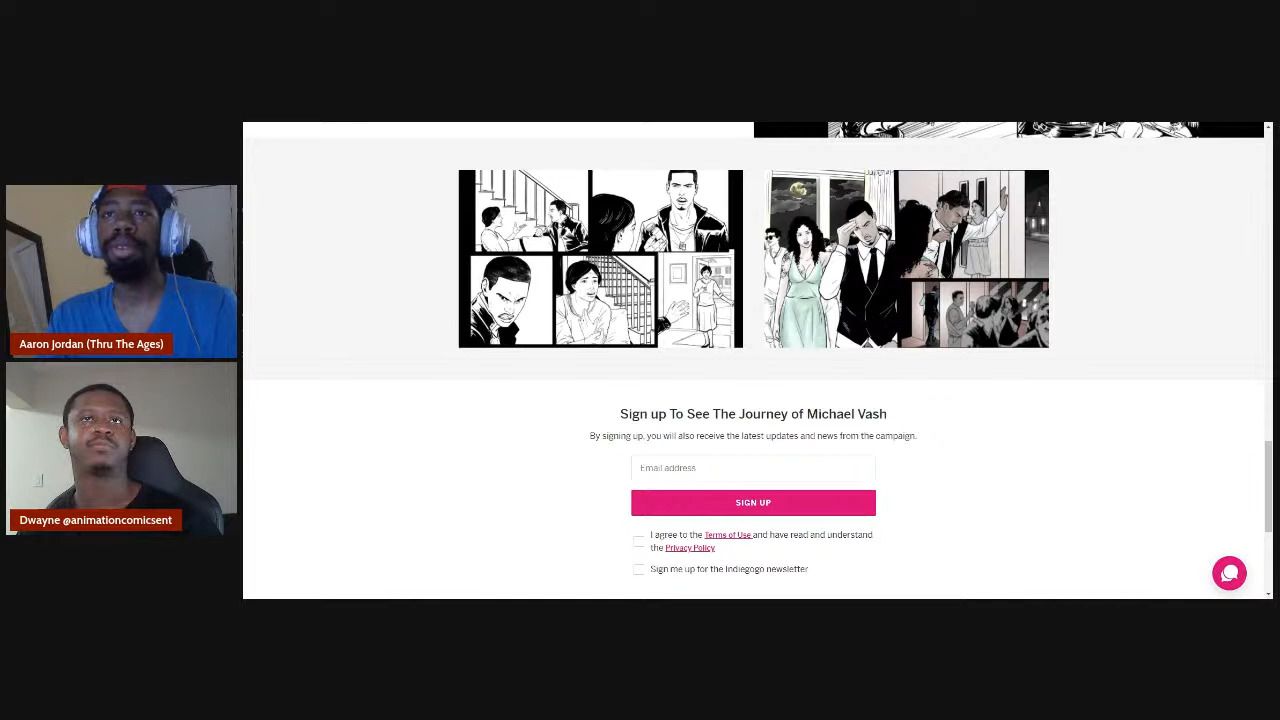 Aaron Jordan (Thru The Ages)
Dwayne @animationcomicsent
Sign up To See The Journey of Michael Vash
By signing up, you will also receive the latest updates and news from the campaign.
Email address
SIGN UP
I agree to the Terms of Use and have read and understand
the Privacy Policy
Sign me up for the Indiegogo newsletter